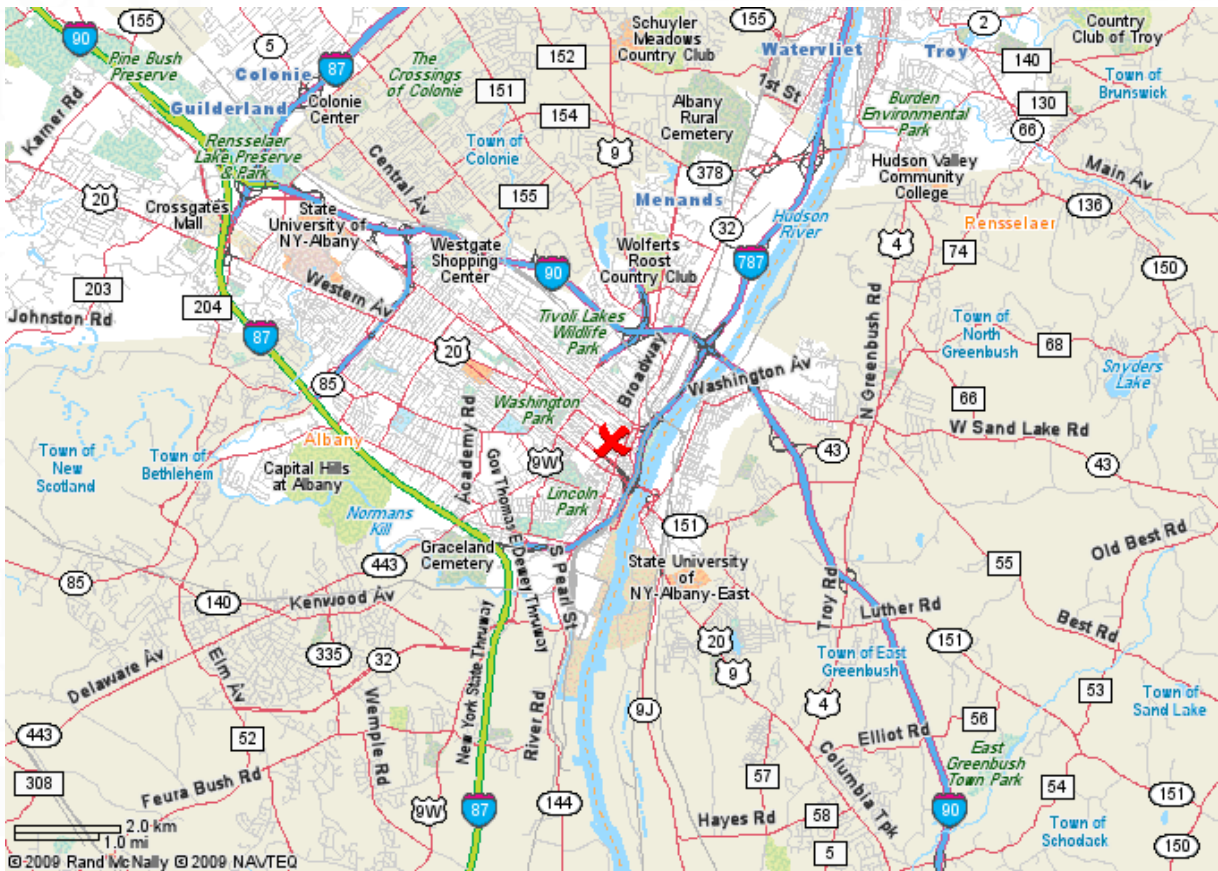 90
155
5
Pine Bush
Preserve
Colonie
87
The
Crossings
of Colonie
Schuyler
Meadows
Country Club
152
155
Watervliet
Troy
2
Country
Club of Troy
140
Town of
Brunswick
Guilderland
Colonie
Center
151
154
1st St
Albany
Rural
Cemetery
Burden
Environmental
Park
130
66
Karner Rd
Rensselaer
Lake Preserve
& Park
Town of
Colonie
9
378
Hudson Valley
Community
College
Main Av
20
Crossgates
Mall
State
University of
NY-Albany
Central Av
155
Menands
32
Hudson
River
136
Rensselaer
4
74
150
Westgate
Shopping
Center
90
Wolferts
Roost
Country Club
787
203
204
Johnston Rd
Western Av
87
Tivoli Lakes
Wildlife
Park
20
Broadway
N Greenbush Rd
Town of
North
Greenbush
68
Snyders
Lake
85
Washington Av
66
Washington
Park
W Sand Lake Rd
43
43
Albany
Academy Rd
Town of
New
Scotland
Town of
Bethlehem
Capital Hills
at Albany
9W
Gov Thomas E Dewey Thruway
Lincoln
Park
Normans
Kill
151
Old Best Rd
Graceland
Cemetery
S Pearl St
State University
of
NY-Albany-East
55
443
85
140
Kenwood Av
Troy Rd
Luther Rd
Best Rd
151
335
32
20
9
Town of East
Greenbush
Delaware Av
Elm Av
New York State Thruway
River Rd
Wemple Rd
9J
4
53
Town of
Sand Lake
443
52
Elliot Rd
56
East
Greenbush
Town Park
308
Feura Bush Rd
Columbia Tpk
57
54
9W
87
144
Hayes Rd
58
90
151
5
Town of
Schodack
150
2.0 km
1.0 mi
© 2009 Rand McNally © 2009 NAVTEQ